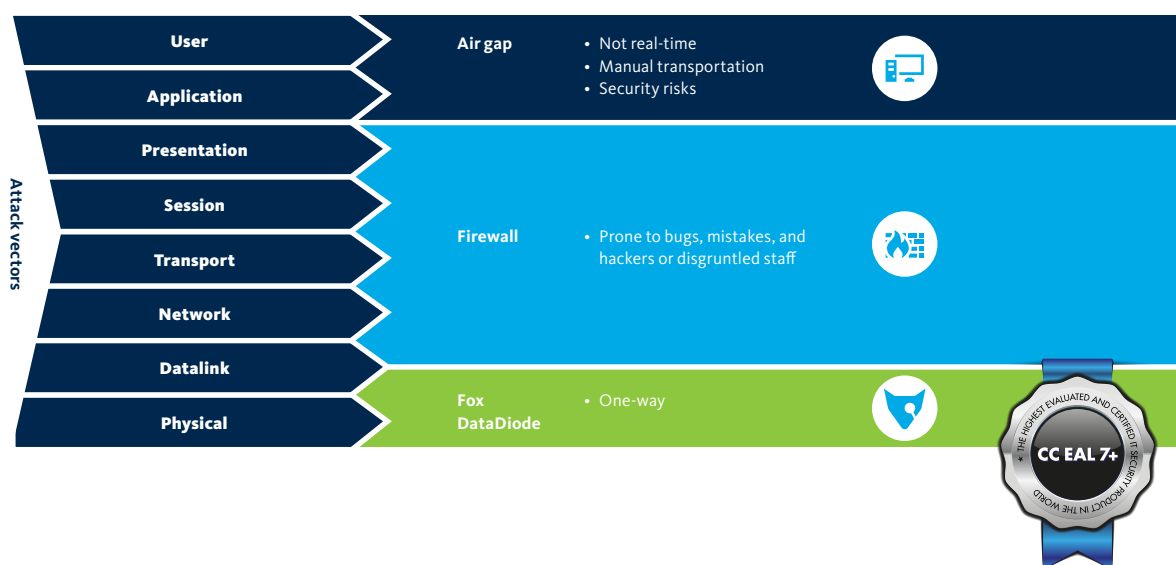 Attack vectors
User
Application
Presentation
Session
Transport
Network
Datalink
Physical
Air gap
• Not real-time
• Manual transportation
• Security risks
Firewall
• Prone to bugs, mistakes, and
hackers or disgruntled staff
Fox
DataDiode
• One-way
★ THE HIGHEST EVALUATED AND CERTIFIED IT SECURITY PRODUCT IN THE WORLD
CC EAL 7+